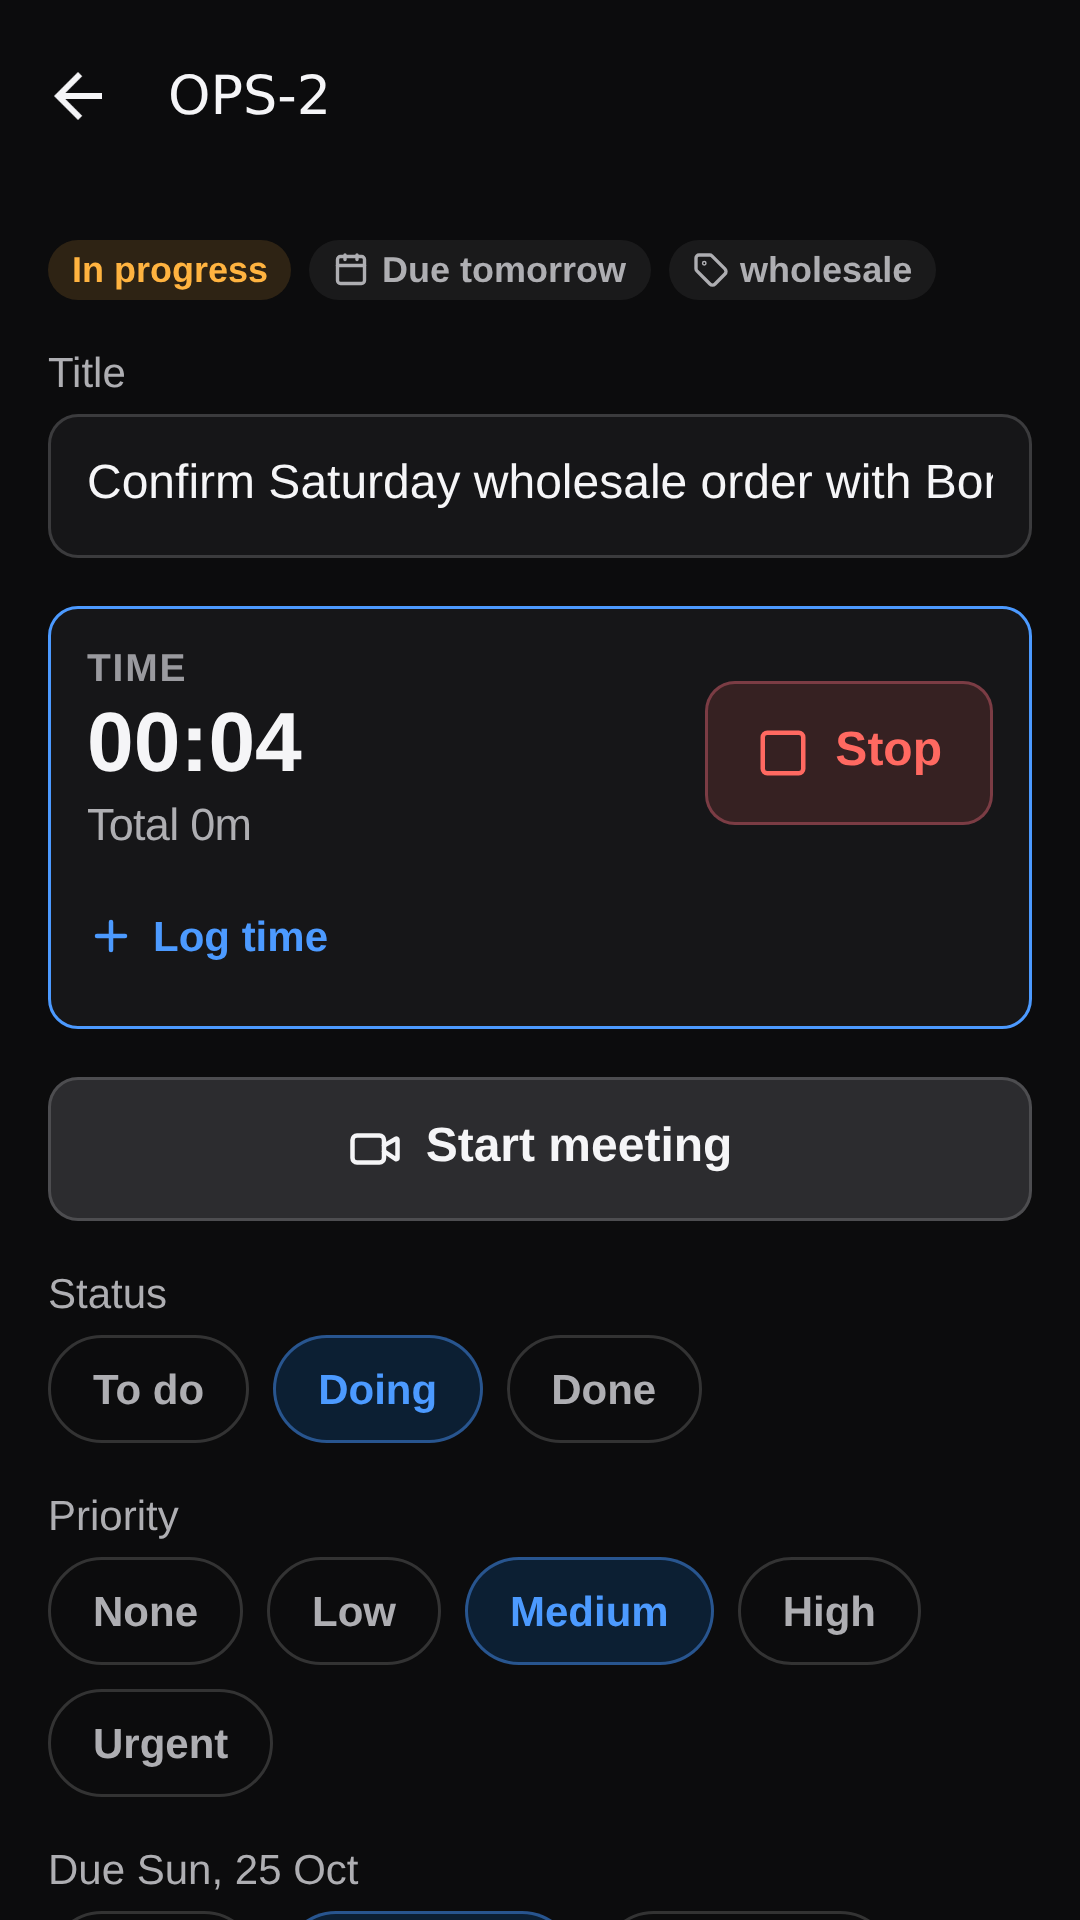 OPS-2
In progress
Due tomorrow
wholesale
Title
Confirm Saturday wholesale order with
TIME
00:04
Stop
Total 0m
Log time
Start meeting
Status
To do
Doing
Done
Priority
None
Low
Medium
High
Urgent
Due Sun, 25 Oct